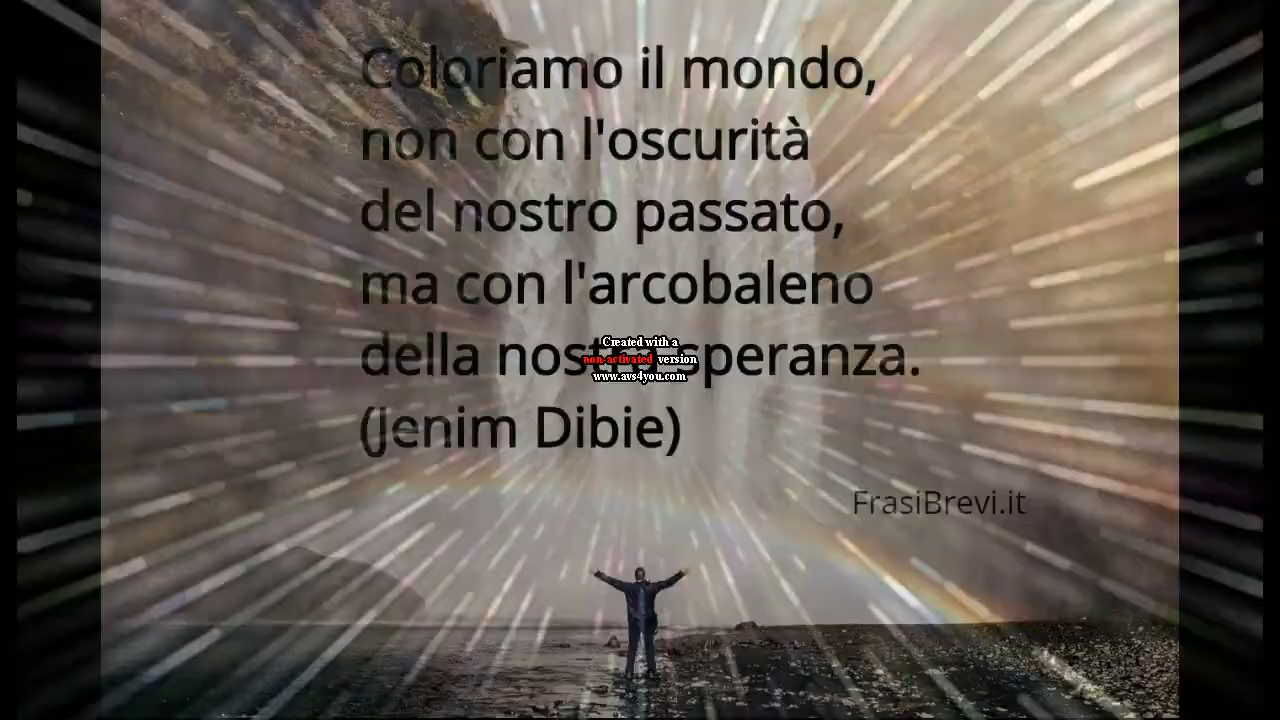 Coloriamo il mondo,
non con l'oscurità
del nostro passato,
ma con l'arcobaleno
della nostro speranza.
(Jenim Dibie)
Created with a
non-activated version
www.avs4you.com
FrasiBrevi.it